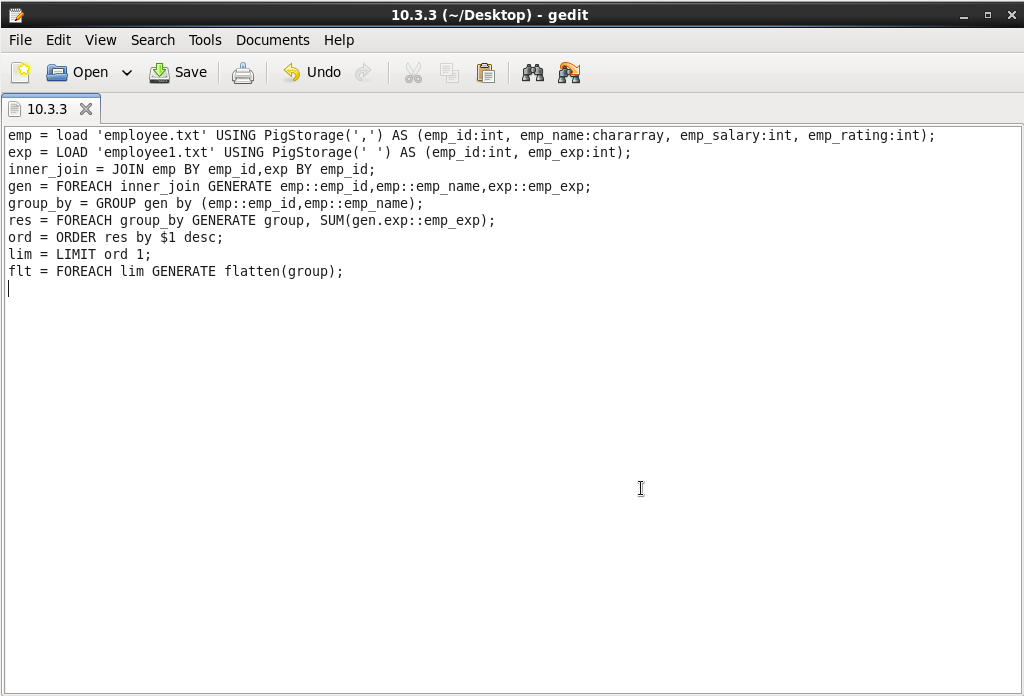 10.3.3 (~/Desktop) - gedit
File Edit View Search Tools Documents Help
Open Save Undo
10.3.3
emp = load 'employee.txt' USING PigStorage(',') AS (emp_id:int, emp_name:chararray, emp_salary:int, emp_rating:int);
exp = LOAD 'employee1.txt' USING PigStorage(' ') AS (emp_id:int, emp_exp:int);
inner_join = JOIN emp BY emp_id,exp BY emp_id;
gen = FOREACH inner_join GENERATE emp::emp_id,emp::emp_name,exp::emp_exp;
group_by = GROUP gen by (emp::emp_id,emp::emp_name);
res = FOREACH group_by GENERATE group, SUM(gen.exp::emp_exp);
ord = ORDER res by $1 desc;
lim = LIMIT ord 1;
flt = FOREACH lim GENERATE flatten(group);